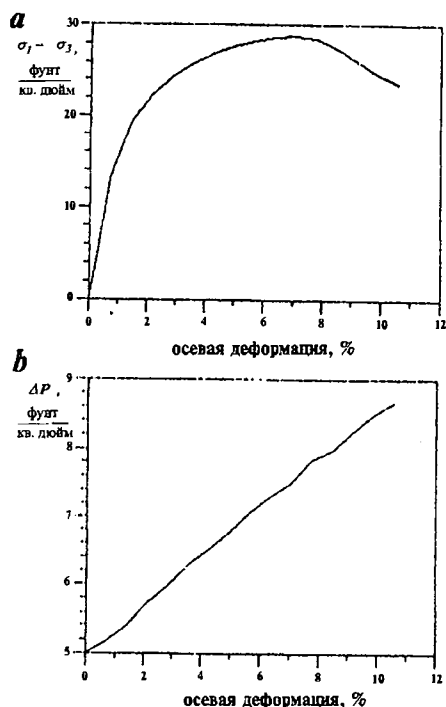 a
σ₁ – σ₃,
фунт
кв. дюйм
30
20
10
0
0 2 4 6 8 10 12
осевая деформация, %
b
ΔP,
фунт
кв. дюйм
9
8
7
6
5
0 2 4 6 8 10 12
осевая деформация, %